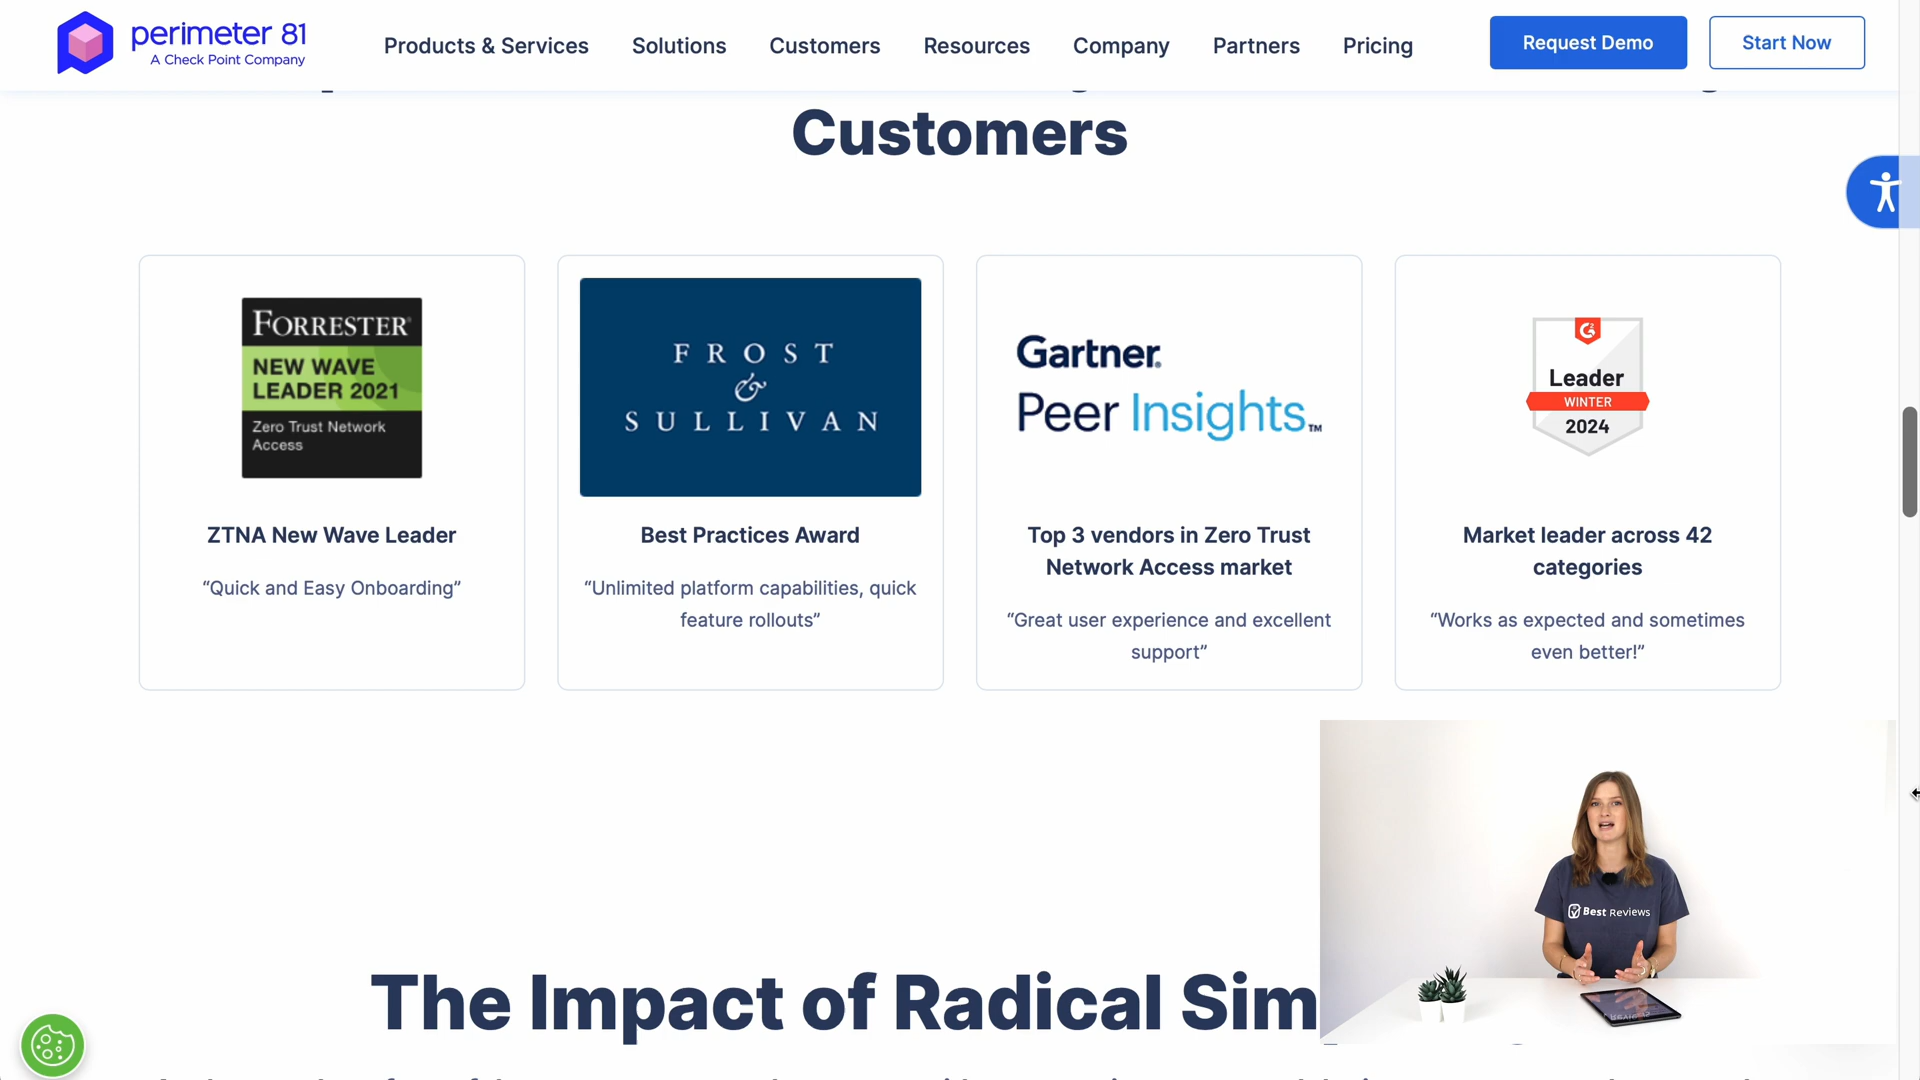 perimeter 81
A Check Point Company
Products & Services
Solutions
Customers
Resources
Company
Partners
Pricing
Request Demo
Start Now
Customers
FORRESTER
NEW WAVE
LEADER 2021
Zero Trust Network
Access
ZTNA New Wave Leader
“Quick and Easy Onboarding”
FROST
&
SULLIVAN
Best Practices Award
“Unlimited platform capabilities, quick
feature rollouts”
Gartner
Peer Insights™
Top 3 vendors in Zero Trust
Network Access market
“Great user experience and excellent
support”
Leader
WINTER
2024
Market leader across 42
categories
“Works as expected and sometimes
even better!”
Best Reviews
The Impact of Radical Sim